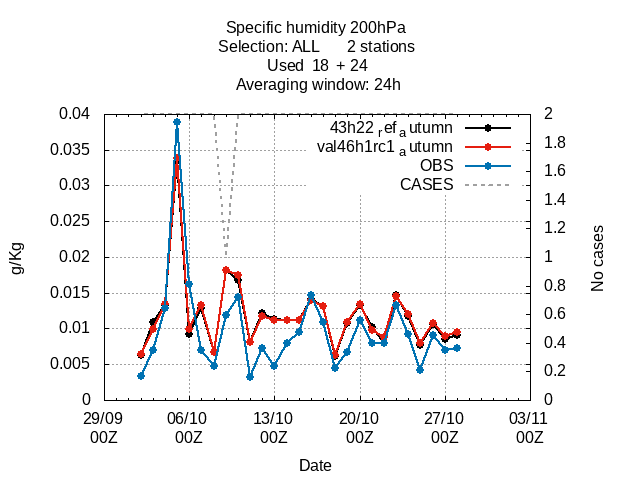 Specific humidity 200hPa
Selection: ALL 2 stations
Used 18 + 24
Averaging window: 24h
43h22_ref_autumn
val46h1rc1_autumn
OBS
CASES
g/Kg
0.04
0.035
0.03
0.025
0.02
0.015
0.01
0.005
0
2
1.8
1.6
1.4
1.2
1
0.8
0.6
0.4
0.2
0
No cases
29/09 06/10 13/10 20/10 27/10 03/11
00Z 00Z 00Z 00Z 00Z 00Z
Date